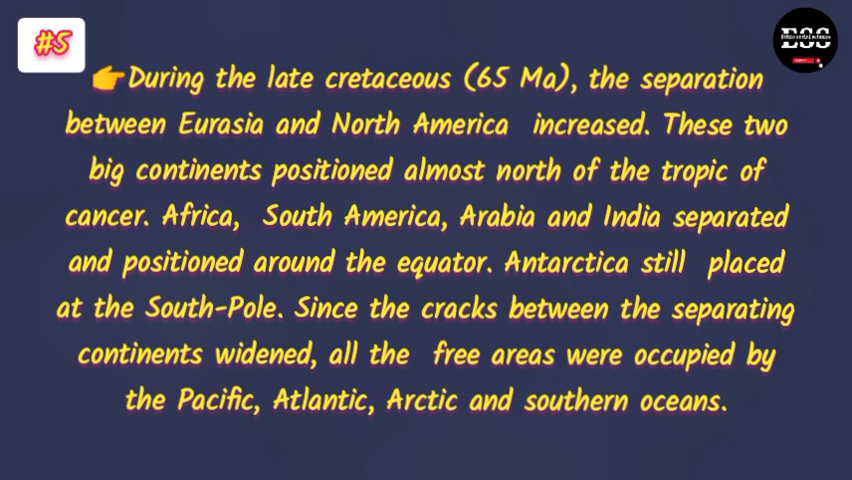 #5
ESS
👉During the late cretaceous (65 Ma), the separation
between Eurasia and North America increased. These two
big continents positioned almost north of the tropic of
cancer. Africa, South America, Arabia and India separated
and positioned around the equator. Antarctica still placed
at the South-Pole. Since the cracks between the separating
continents widened, all the free areas were occupied by
the Pacific, Atlantic, Arctic and southern oceans.